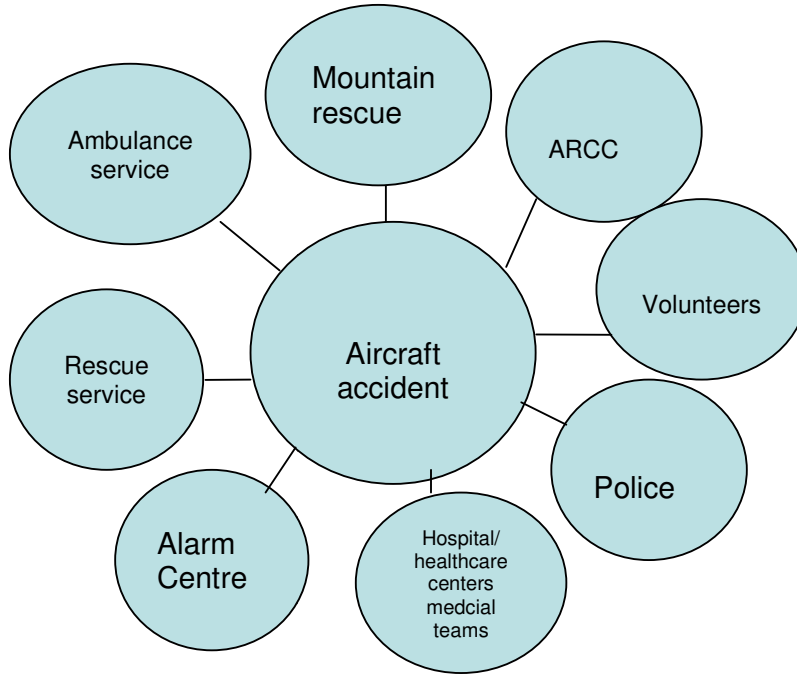 Mountain
rescue
ARCC
Ambulance
service
Volunteers
Rescue
service
Aircraft
accident
Police
Alarm
Centre
Hospital/
healthcare
centers
medcial
teams